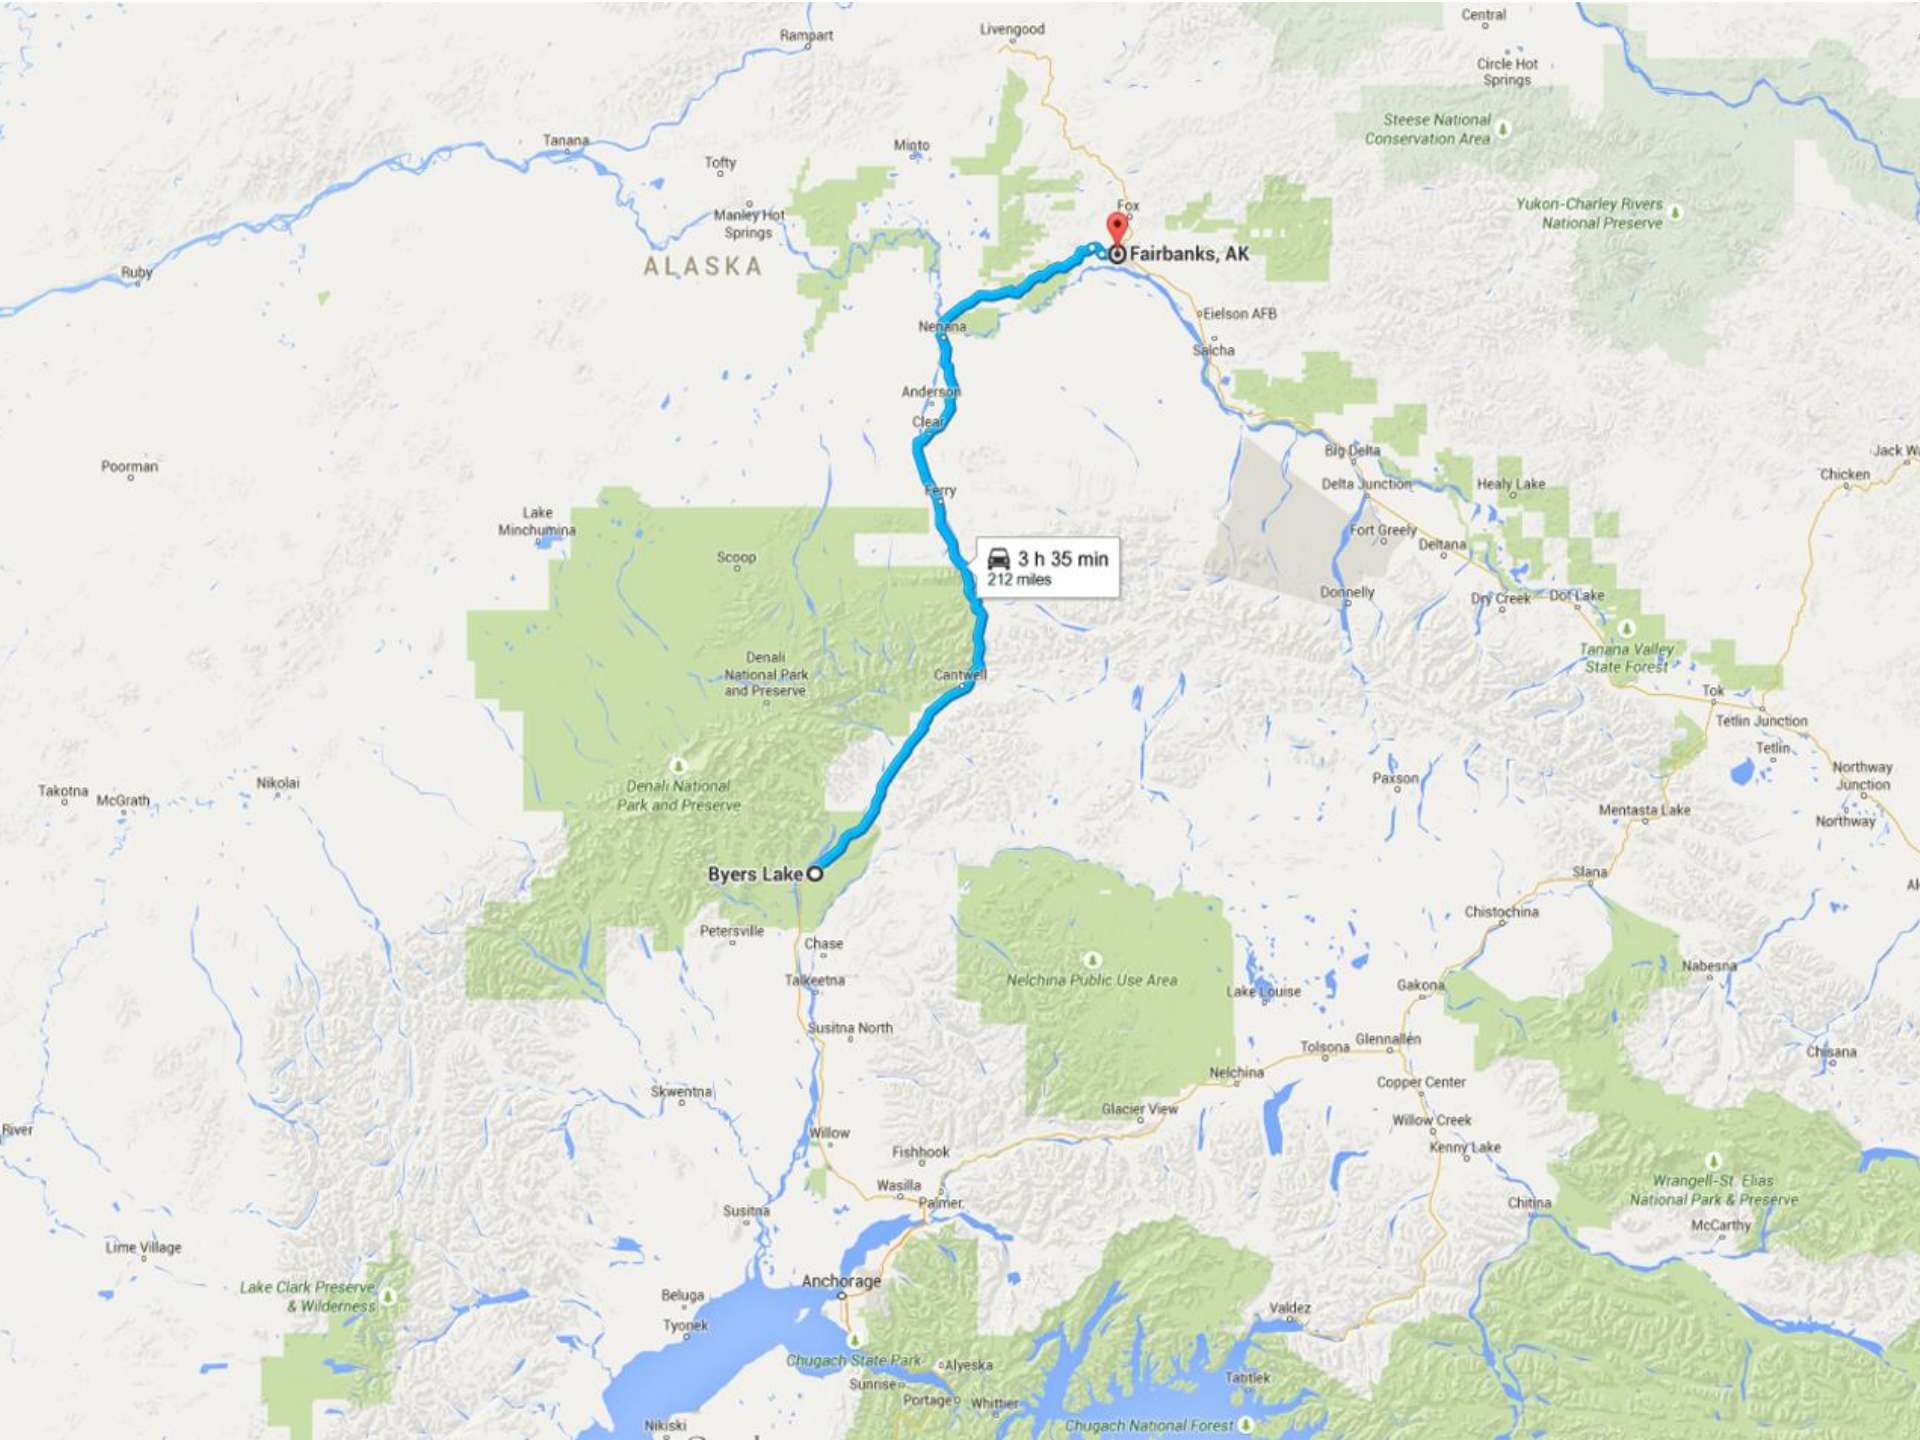 Central
Livengood
Rampart
Circle Hot
Springs
Steese National
Conservation Area
Tanana
Minto
Tofty
Yukon-Charley Rivers
National Preserve
Fox
Manley Hot
Springs
Fairbanks, AK
ALASKA
Ruby
Eielson AFB
Nenana
Salcha
Anderson
Clear
Big Delta
Jack W
Poorman
Chicken
Delta Junction
Healy Lake
Ferry
Lake
Minchumina
Fort Greely
Deltana
Scoop
3 h 35 min
212 miles
Donnelly
Dry Creek
Dot Lake
Tanana Valley
State Forest
Denali
National Park
and Preserve
Cantwell
Tok
Tetlin Junction
Tetlin
Northway
Junction
Paxson
Nikolai
Denali National
Park and Preserve
Takotna
McGrath
Mentasta Lake
Northway
Byers Lake
Slana
Chistochina
Petersville
Chase
Nabesna
Talkeetna
Nelchina Public Use Area
Lake Louise
Gakona
Susitna North
Tolsona
Glennallen
Chisana
Nelchina
Copper Center
Skwentna
Glacier View
Willow Creek
River
Willow
Kenny Lake
Fishhook
Wasilla
Palmer
Wrangell-St. Elias
National Park & Preserve
Chitina
Susitna
McCarthy
Lime Village
Anchorage
Lake Clark Preserve
& Wilderness
Beluga
Valdez
Tyonek
Chugach State Park
Alyeska
Sunrise
Tatitlek
Portage
Whittier
Nikiski
Chugach National Forest